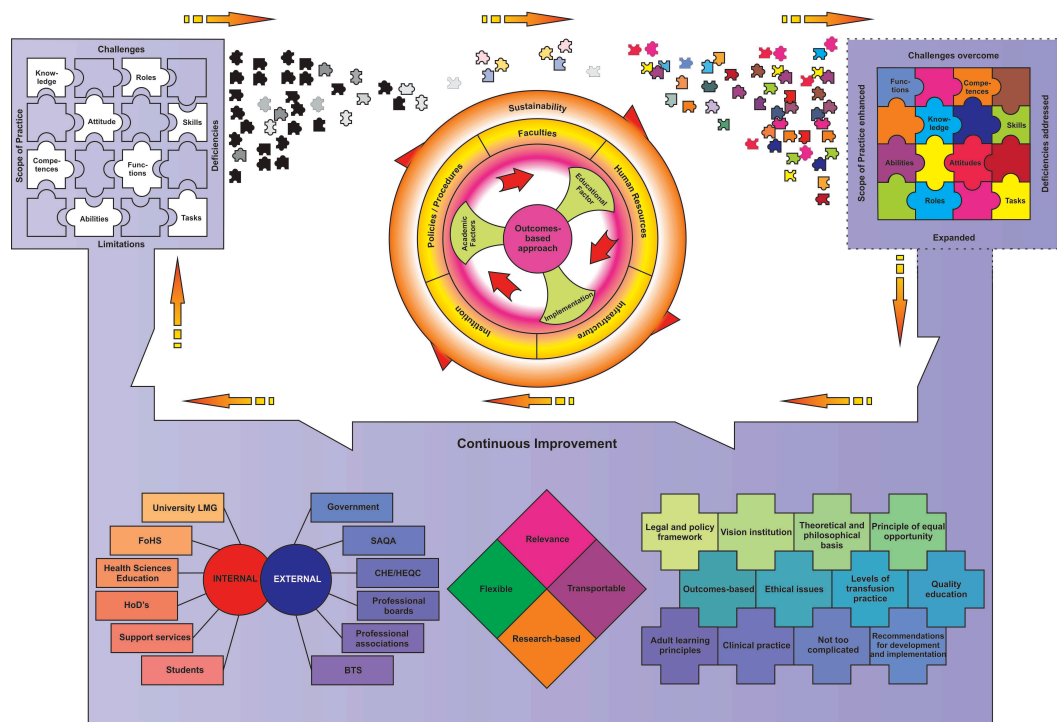 Challenges
Know-
ledge
Roles
Attitude
Skills
Compe-
tences
Func-
tions
Abilities
Tasks
Limitations
Scope of Practice
Deficiencies
Sustainability
Faculties
Human Resources
Infrastructure
Institution
Policies / Procedures
Educational
Factor
Academic
Factors
Implementation
Outcomes-
based
approach
Challenges overcome
Func-
tions
Compe-
tences
Know-
ledge
Skills
Abilities
Attitudes
Roles
Tasks
Expanded
Scope of Practice enhanced
Deficiencies addressed
Continuous Improvement
University LMG
FoHS
Health Sciences
Education
HoD's
Support services
Students
INTERNAL
EXTERNAL
Government
SAQA
CHE/HEQC
Professional
boards
Professional
associations
BTS
Relevance
Flexible
Transportable
Research-based
Legal and policy
framework
Vision institution
Theoretical and
philosophical
basis
Principle of equal
opportunity
Outcomes-based
Ethical issues
Levels of
transfusion
practice
Quality
education
Adult learning
principles
Clinical practice
Not too
complicated
Recommendations
for development
and implementation